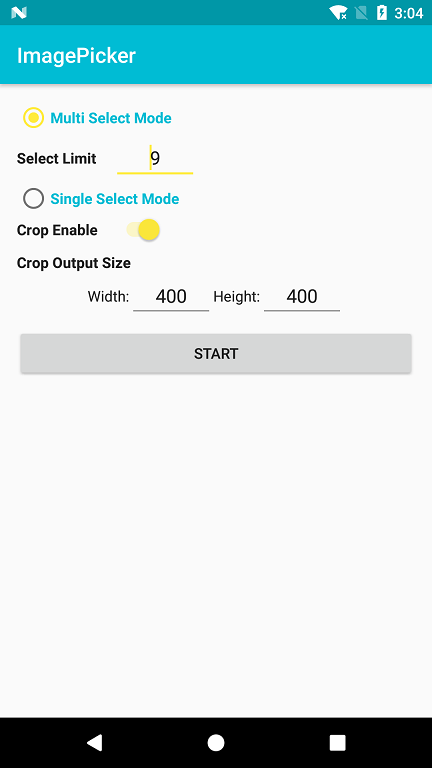 3:04
ImagePicker
Multi Select Mode
Select Limit 9
Single Select Mode
Crop Enable
Crop Output Size
Width: 400 Height: 400
START